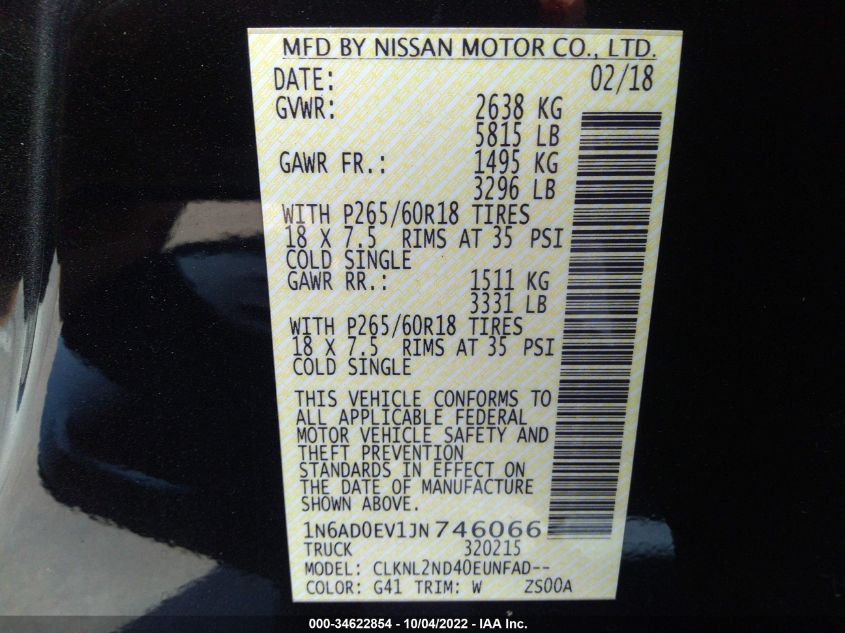 MFD BY NISSAN MOTOR CO., LTD.
DATE: 02/18
GVWR: 2638 KG
5815 LB
GAWR FR.: 1495 KG
3296 LB
WITH P265/60R18 TIRES
18 X 7.5 RIMS AT 35 PSI
COLD SINGLE
GAWR RR.: 1511 KG
3331 LB
WITH P265/60R18 TIRES
18 X 7.5 RIMS AT 35 PSI
COLD SINGLE
THIS VEHICLE CONFORMS TO
ALL APPLICABLE FEDERAL
MOTOR VEHICLE SAFETY AND
THEFT PREVENTION
STANDARDS IN EFFECT ON
THE DATE OF MANUFACTURE
SHOWN ABOVE.
1N6AD0EV1JN746066
TRUCK 320215
MODEL: CLKNL2ND40EUNFAD--
COLOR: G41 TRIM: W ZS00A
000-34622854 - 10/04/2022 - IAA Inc.